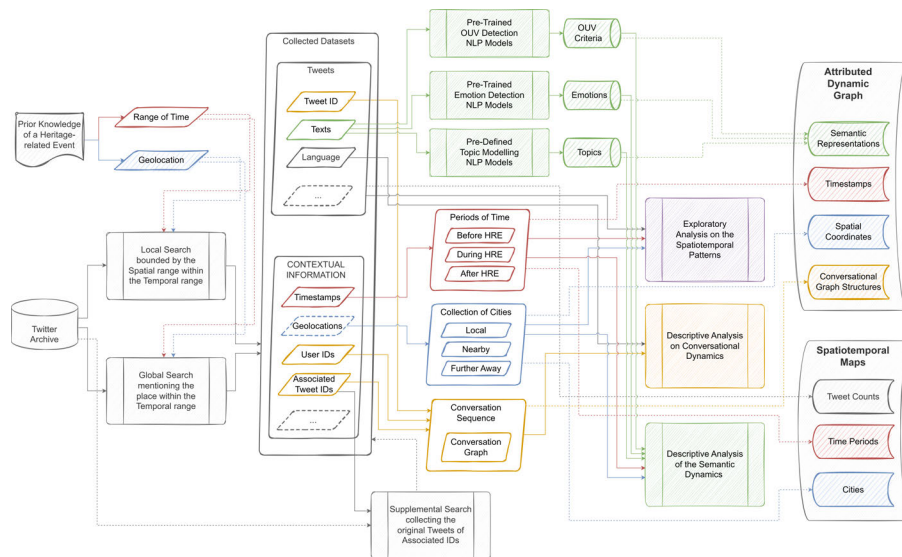 Prior Knowledge
of a Heritage-
related Event
Range of Time
Geolocation
Local Search
bounded by the
Spatial range within
the Temporal range
Twitter
Archive
Global Search
mentioning the
place within the
Temporal range
Collected Datasets
Tweets
Tweet ID
Texts
Language
...
CONTEXTUAL
INFORMATION
Timestamps
Geolocations
User IDs
Associated
Tweet IDs
...
Supplemental Search
collecting the
original Tweets of
Associated IDs
Pre-Trained
OUV Detection
NLP Models
OUV
Criteria
Pre-Trained
Emotion Detection
NLP Models
Emotions
Pre-Defined
Topic Modelling
NLP Models
Topics
Periods of Time
Before HRE
During HRE
After HRE
Collection of Cities
Local
Nearby
Further Away
Conversation
Sequence
Conversation
Graph
Exploratory
Analysis on the
Spatiotemporal
Patterns
Descriptive Analysis
on Conversational
Dynamics
Descriptive Analysis
of the Semantic
Dynamics
Attributed
Dynamic
Graph
Semantic
Representations
Timestamps
Spatial
Coordinates
Conversational
Graph Structures
Spatiotemporal
Maps
Tweet Counts
Time Periods
Cities